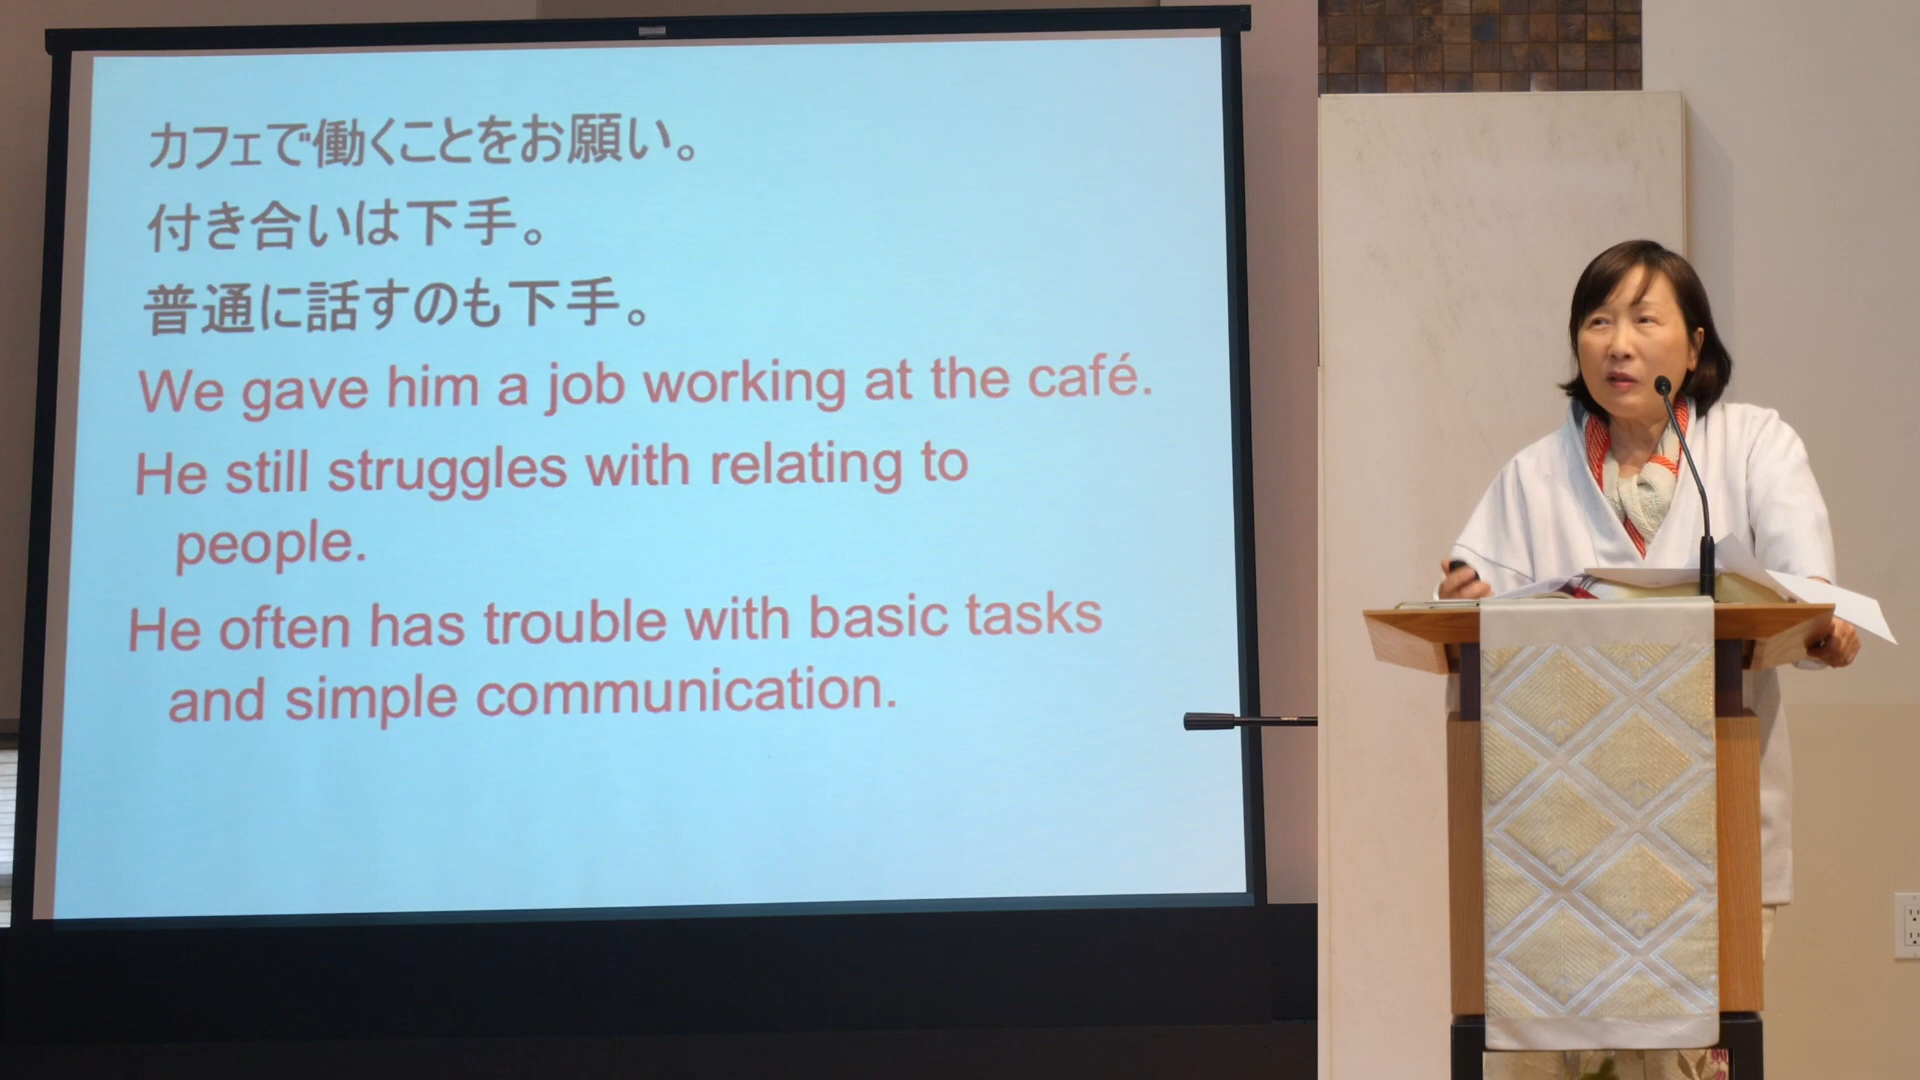 カフェで働くことをお願い。
付き合いは下手。
普通に話すのも下手。
We gave him a job working at the café.
He still struggles with relating to
people.
He often has trouble with basic tasks
and simple communication.